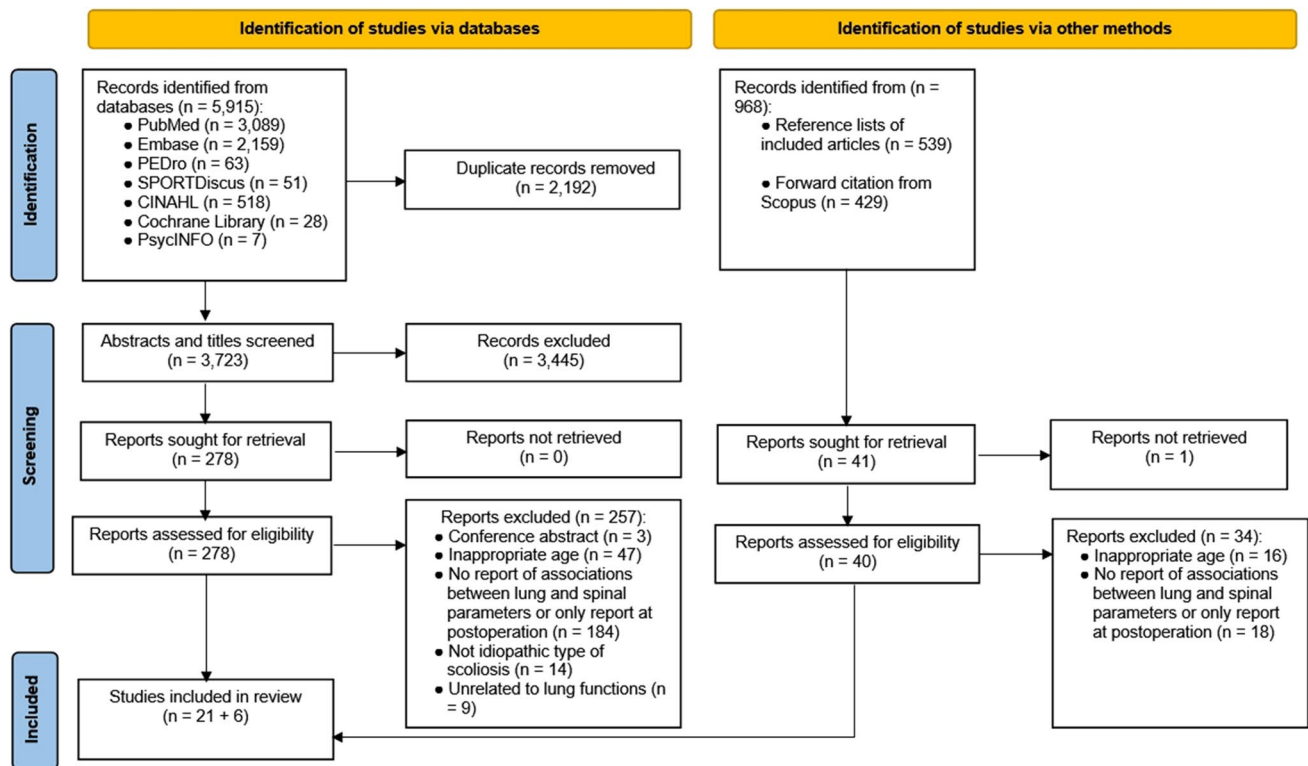 Identification of studies via databases
Identification of studies via other methods
Identification
Records identified from
databases (n = 5,915):
● PubMed (n = 3,089)
● Embase (n = 2,159)
● PEDro (n = 63)
● SPORTDiscus (n = 51)
● CINAHL (n = 518)
● Cochrane Library (n = 28)
● PsycINFO (n = 7)
Duplicate records removed
(n = 2,192)
Records identified from (n =
968):
● Reference lists of
included articles (n = 539)
● Forward citation from
Scopus (n = 429)
Screening
Abstracts and titles screened
(n = 3,723)
Records excluded
(n = 3,445)
Reports sought for retrieval
(n = 278)
Reports not retrieved
(n = 0)
Reports sought for retrieval
(n = 41)
Reports not retrieved
(n = 1)
Reports assessed for eligibility
(n = 278)
Reports excluded (n = 257):
● Conference abstract (n = 3)
● Inappropriate age (n = 47)
● No report of associations
between lung and spinal
parameters or only report at
postoperation (n = 184)
● Not idiopathic type of
scoliosis (n = 14)
● Unrelated to lung functions (n
= 9)
Reports assessed for eligibility
(n = 40)
Reports excluded (n = 34):
● Inappropriate age (n = 16)
● No report of associations
between lung and spinal
parameters or only report
at postoperation (n = 18)
Included
Studies included in review
(n = 21 + 6)